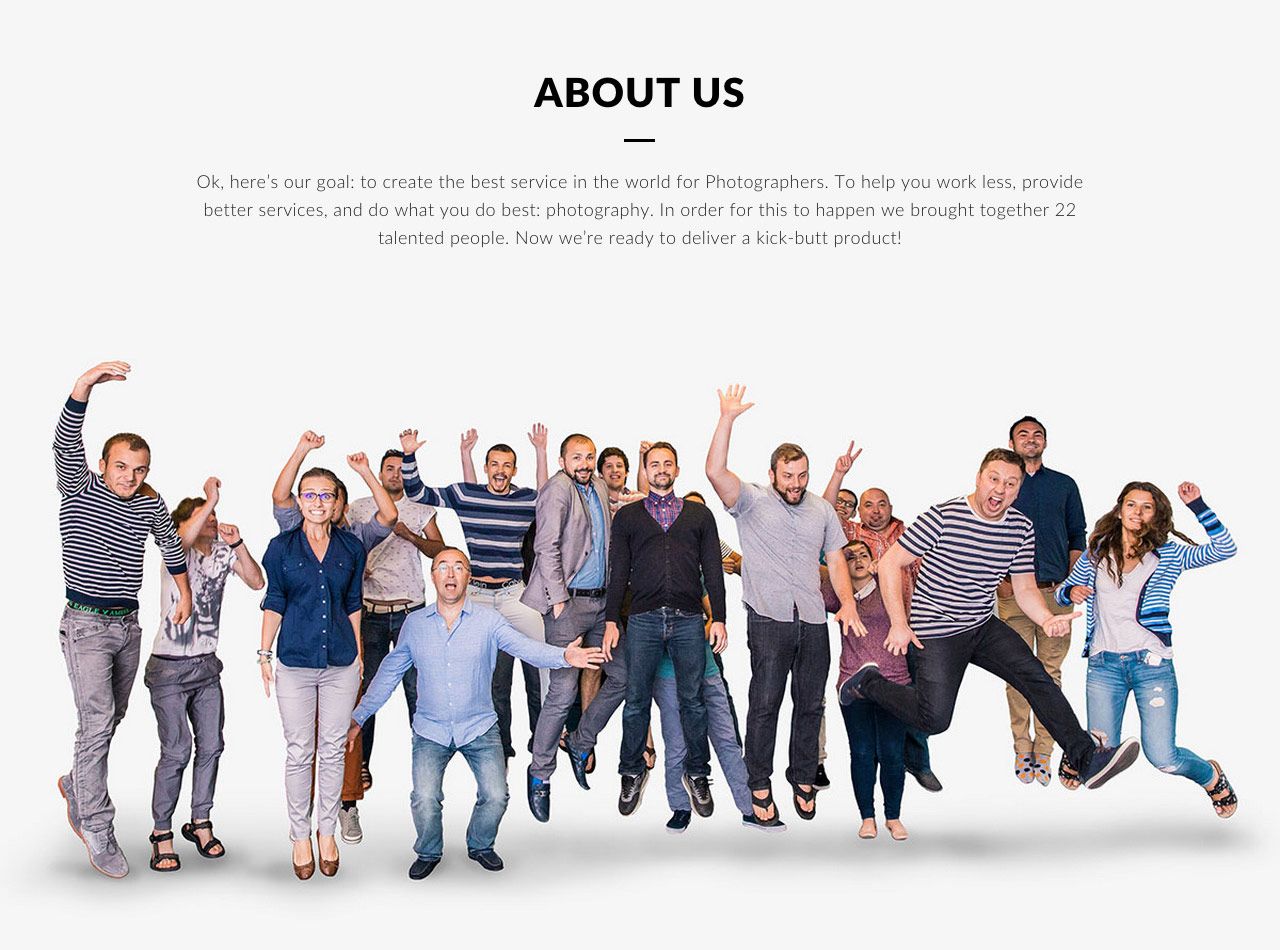 ABOUT US
Ok, here’s our goal: to create the best service in the world for Photographers. To help you work less, provide
better services, and do what you do best: photography. In order for this to happen we brought together 22
talented people. Now we’re ready to deliver a kick-butt product!